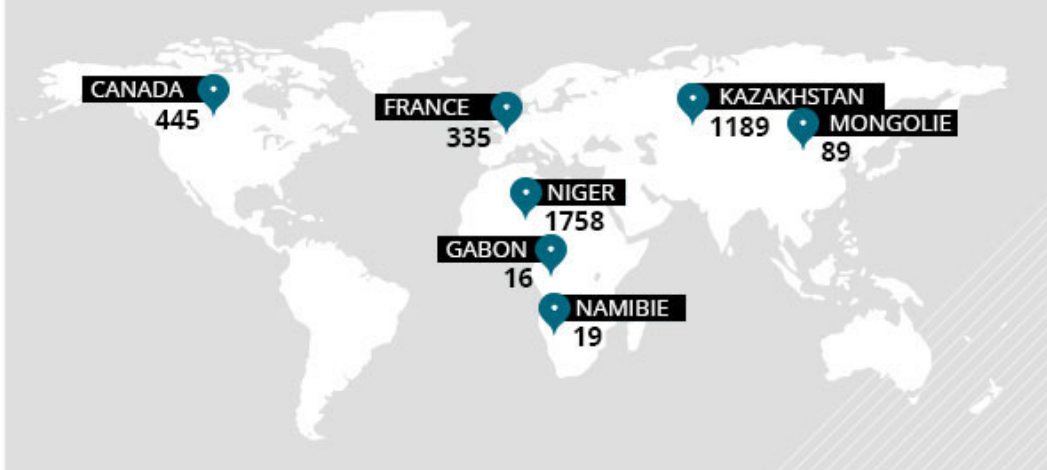 CANADA
445
FRANCE
335
KAZAKHSTAN
1189
MONGOLIE
89
NIGER
1758
GABON
16
NAMIBIE
19